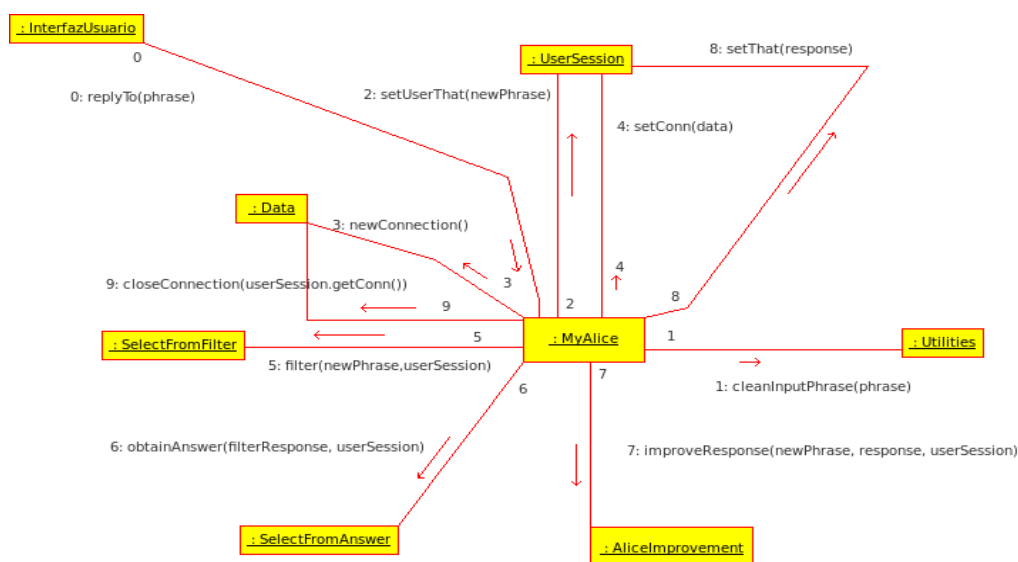 : InterfazUsuario
0
0: replyTo(phrase)
: UserSession
8: setThat(response)
2: setUserThat(newPhrase)
4: setConn(data)
: Data
3: newConnection()
4
3
9: closeConnection(userSession.getConn())
8
2
9
: SelectFromFilter
5
: MyAlice
1
: Utilities
5: filter(newPhrase,userSession)
7
6
1: cleanInputPhrase(phrase)
6: obtainAnswer(filterResponse, userSession)
7: improveResponse(newPhrase, response, userSession)
: SelectFromAnswer
: AliceImprovement